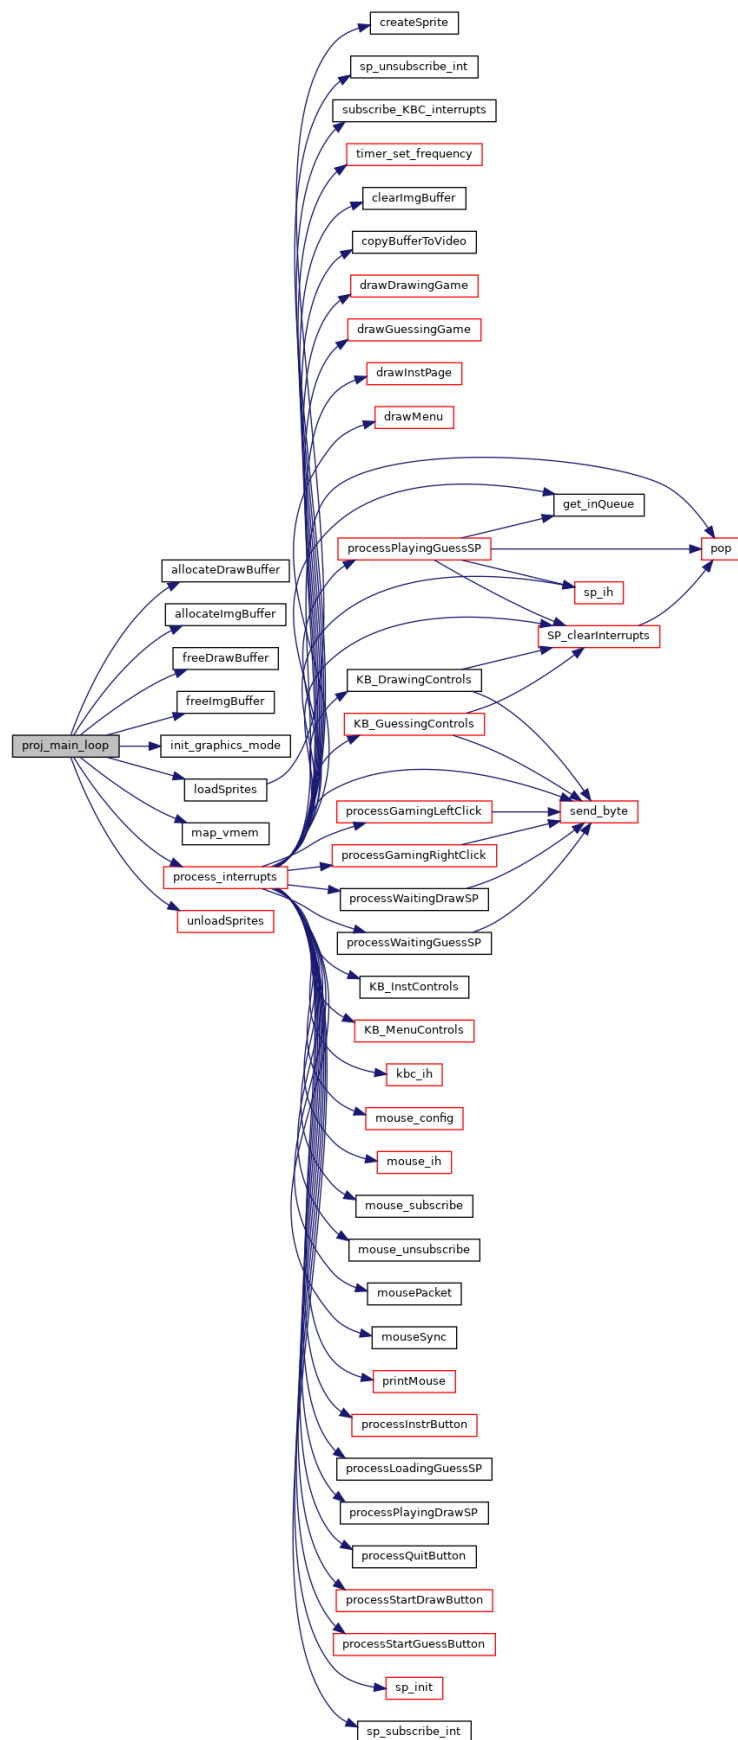 createSprite
sp_unsubscribe_int
subscribe_KBC_interrupts
timer_set_frequency
clearImgBuffer
copyBufferToVideo
drawDrawingGame
drawGuessingGame
drawInstPage
drawMenu
get_inQueue
processPlayingGuessSP
pop
allocateDrawBuffer
sp_ih
allocateImgBuffer
SP_clearInterrupts
freeDrawBuffer
KB_DrawingControls
freeImgBuffer
KB_GuessingControls
proj_main_loop
init_graphics_mode
loadSprites
processGamingLeftClick
send_byte
map_vmem
processGamingRightClick
process_interrupts
processWaitingDrawSP
unloadSprites
processWaitingGuessSP
KB_InstControls
KB_MenuControls
kbc_ih
mouse_config
mouse_ih
mouse_subscribe
mouse_unsubscribe
mousePacket
mouseSync
printMouse
processInstrButton
processLoadingGuessSP
processPlayingDrawSP
processQuitButton
processStartDrawButton
processStartGuessButton
sp_init
sp_subscribe_int